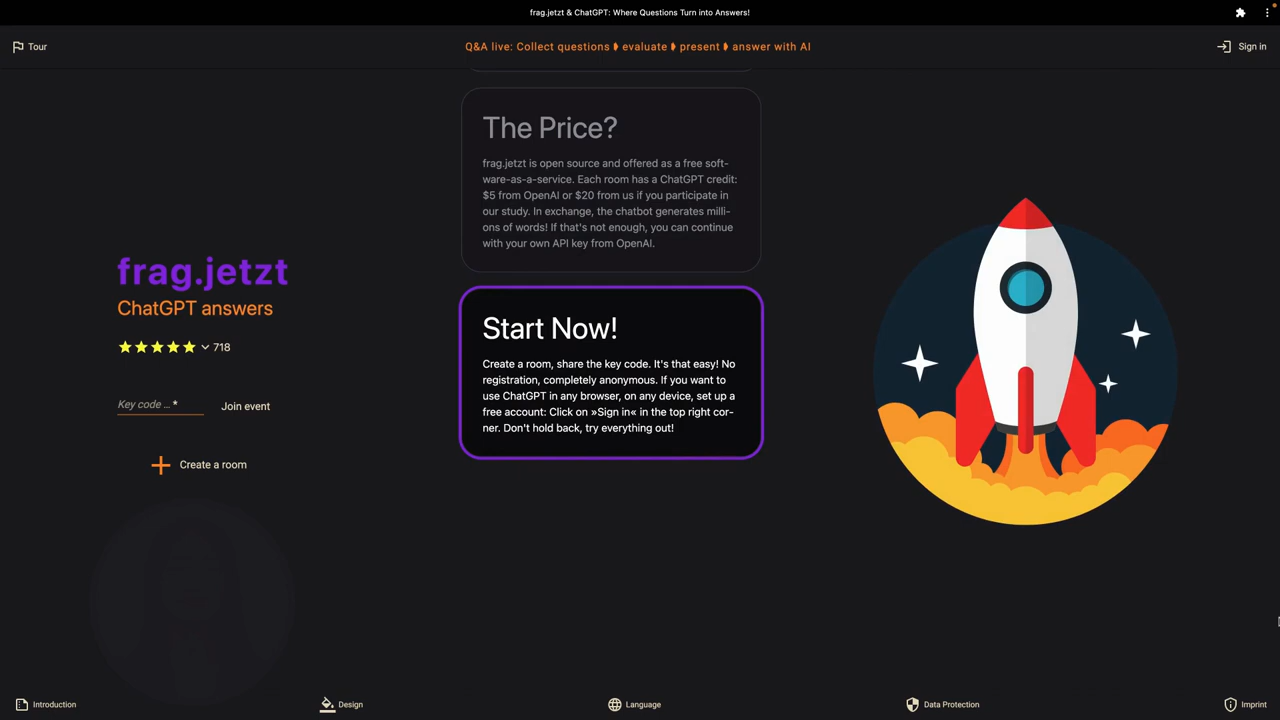 frag.jetzt & ChatGPT: Where Questions Turn into Answers!
Tour
Q&A live: Collect questions ❥ evaluate ❥ present ❥ answer with AI
Sign in
frag.jetzt
ChatGPT answers
718
Key code ... *
Join event
Create a room
The Price?
frag.jetzt is open source and offered as a free soft-
ware-as-a-service. Each room has a ChatGPT credit:
$5 from OpenAI or $20 from us if you participate in
our study. In exchange, the chatbot generates milli-
ons of words! If that's not enough, you can continue
with your own API key from OpenAI.
Start Now!
Create a room, share the key code. It's that easy! No
registration, completely anonymous. If you want to
use ChatGPT in any browser, on any device, set up a
free account: Click on »Sign in« in the top right cor-
ner. Don't hold back, try everything out!
Introduction
Design
Language
Data Protection
Imprint